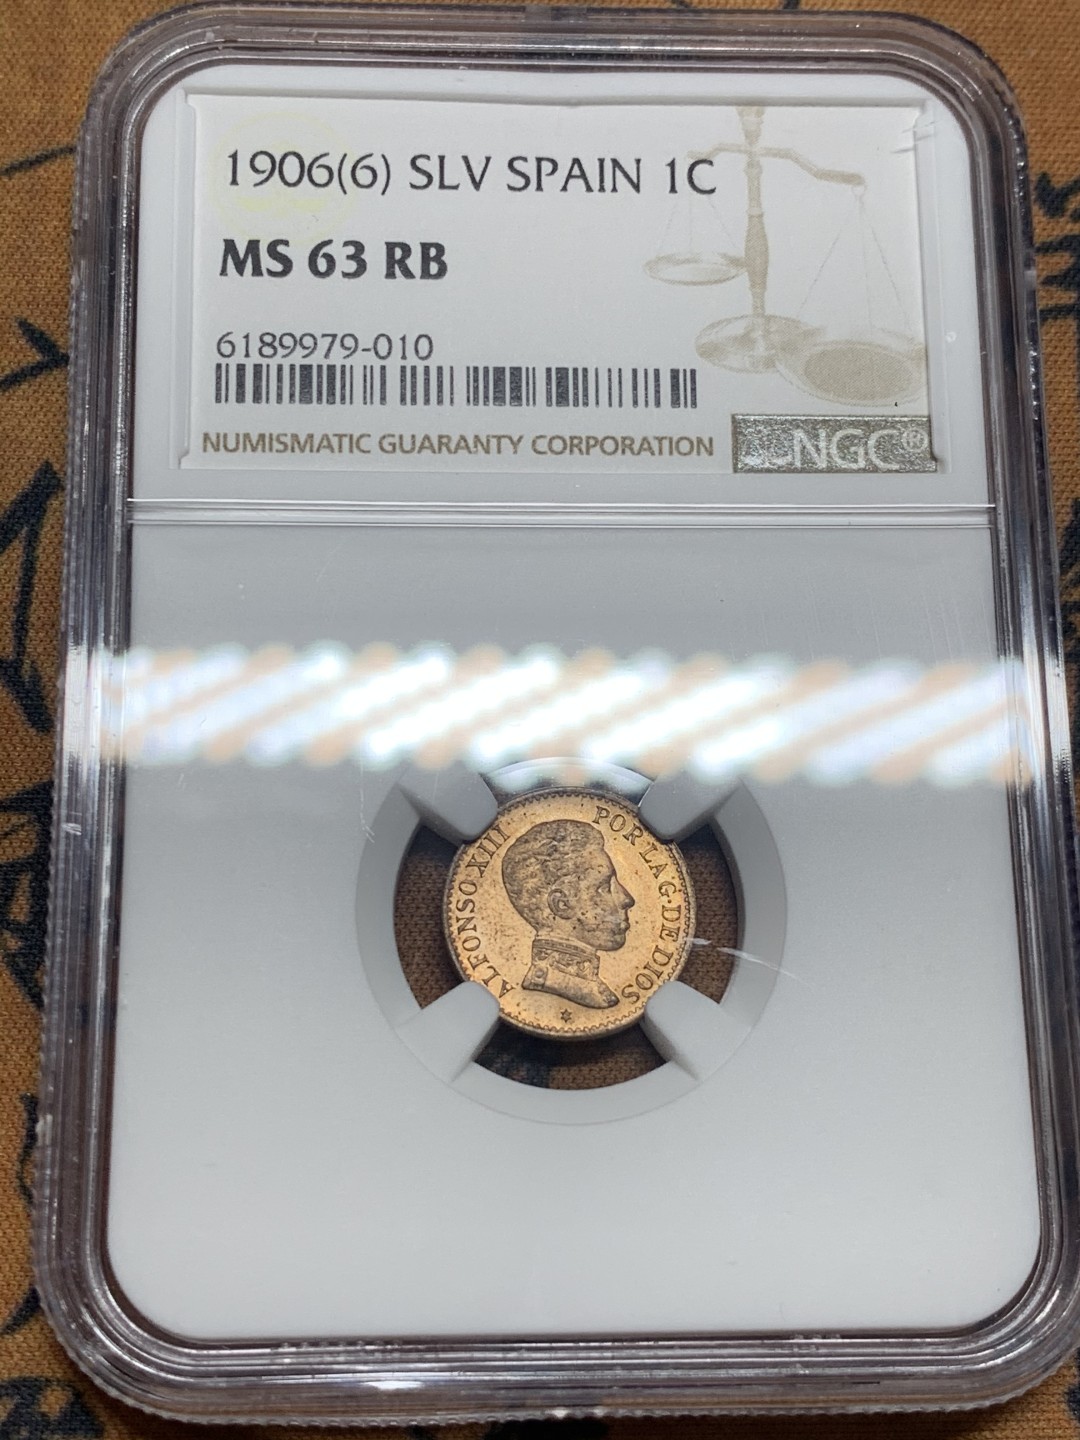 1906(6) SLV SPAIN 1C
MS 63 RB
6189979-010
NUMISMATIC GUARANTY CORPORATION
NGC®
ALFONSO XIII POR LA G. DE DIOS